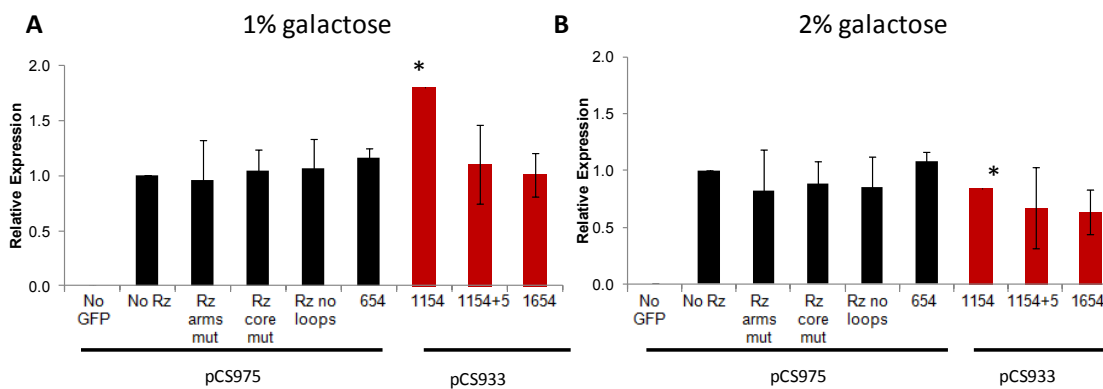 A 1% galactose
Relative Expression
2.0
1.5
1.0
1.5
0.0
*
No GFP
No Rz
Rz arms mut
Rz core mut
Rz no loops
654
1154
1154+5
1654
pCS975
pCS933
B 2% galactose
Relative Expression
2.0
1.5
1.0
0.5
0.0
*
No GFP
No Rz
Rz arms mut
Rz core mut
Rz no loops
654
1154
1154+5
1654
pCS975
pCS933